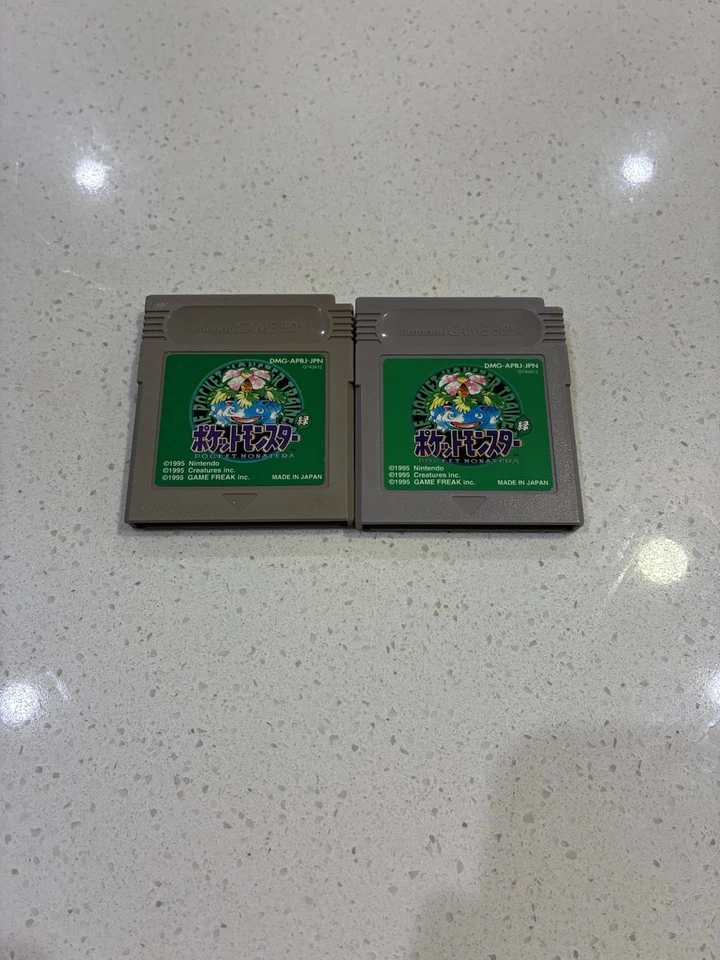 Nintendo GAME BOY
DMG-APBJ-JPN
緑
ポケットモンスター
©1995 Nintendo
©1995 Creatures inc.
©1995 GAME FREAK inc.
MADE IN JAPAN
Nintendo GAME BOY
DMG-APBJ-JPN
緑
ポケットモンスター
©1995 Nintendo
©1995 Creatures inc.
©1995 GAME FREAK inc.
MADE IN JAPAN